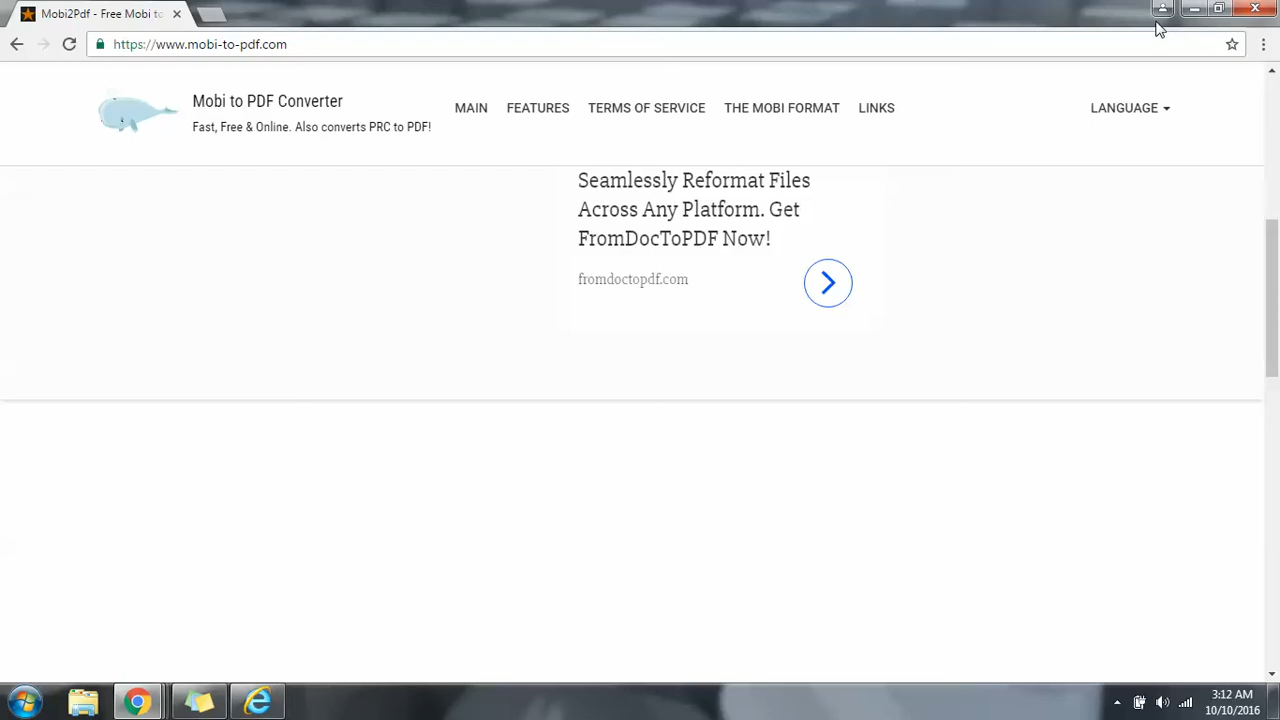 Mobi2Pdf - Free Mobi to
https://www.mobi-to-pdf.com
Mobi to PDF Converter
Fast, Free & Online. Also converts PRC to PDF!
MAIN
FEATURES
TERMS OF SERVICE
THE MOBI FORMAT
LINKS
LANGUAGE
Seamlessly Reformat Files
Across Any Platform. Get
FromDocToPDF Now!
fromdoctopdf.com
3:12 AM
10/10/2016